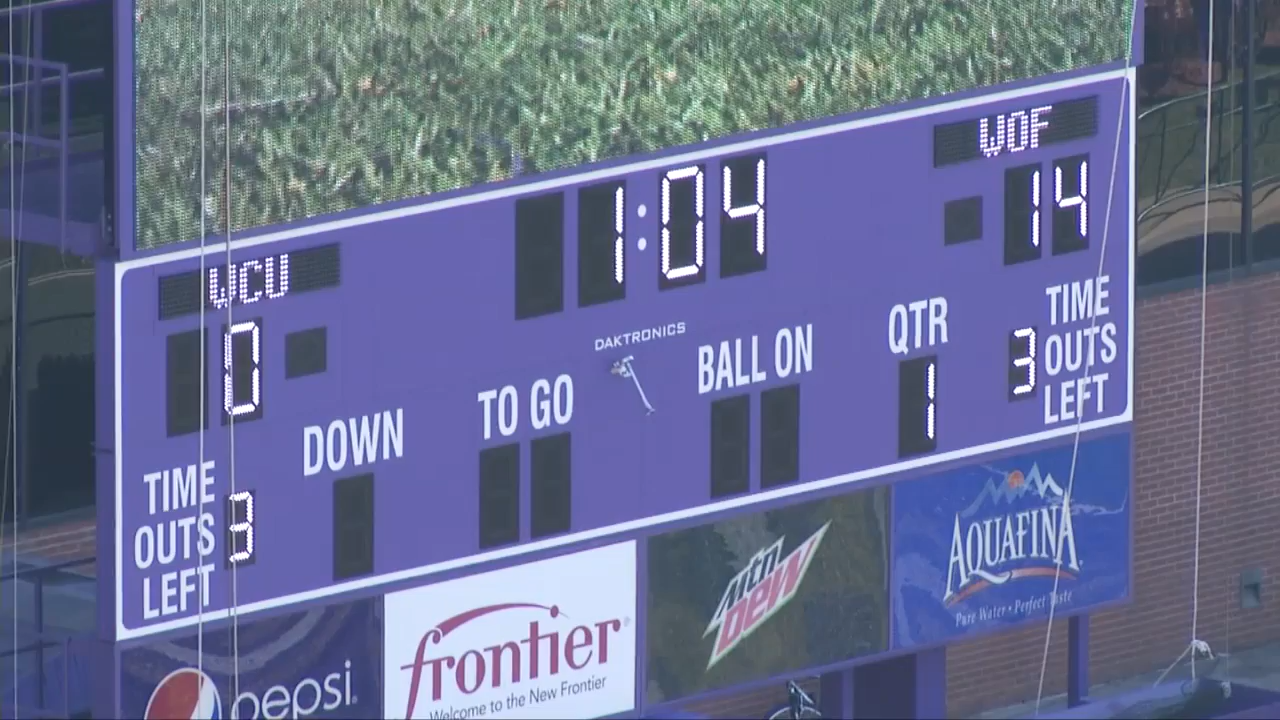 WOF
1:04
14
WCU
0
DAKTRONICS
QTR
1
TIME
OUTS
LEFT
3
BALL ON
TO GO
DOWN
TIME
OUTS
LEFT
3
AQUAFINA
Pure Water • Perfect Taste
Mtn
Dew
frontier
Welcome to the New Frontier
pepsi